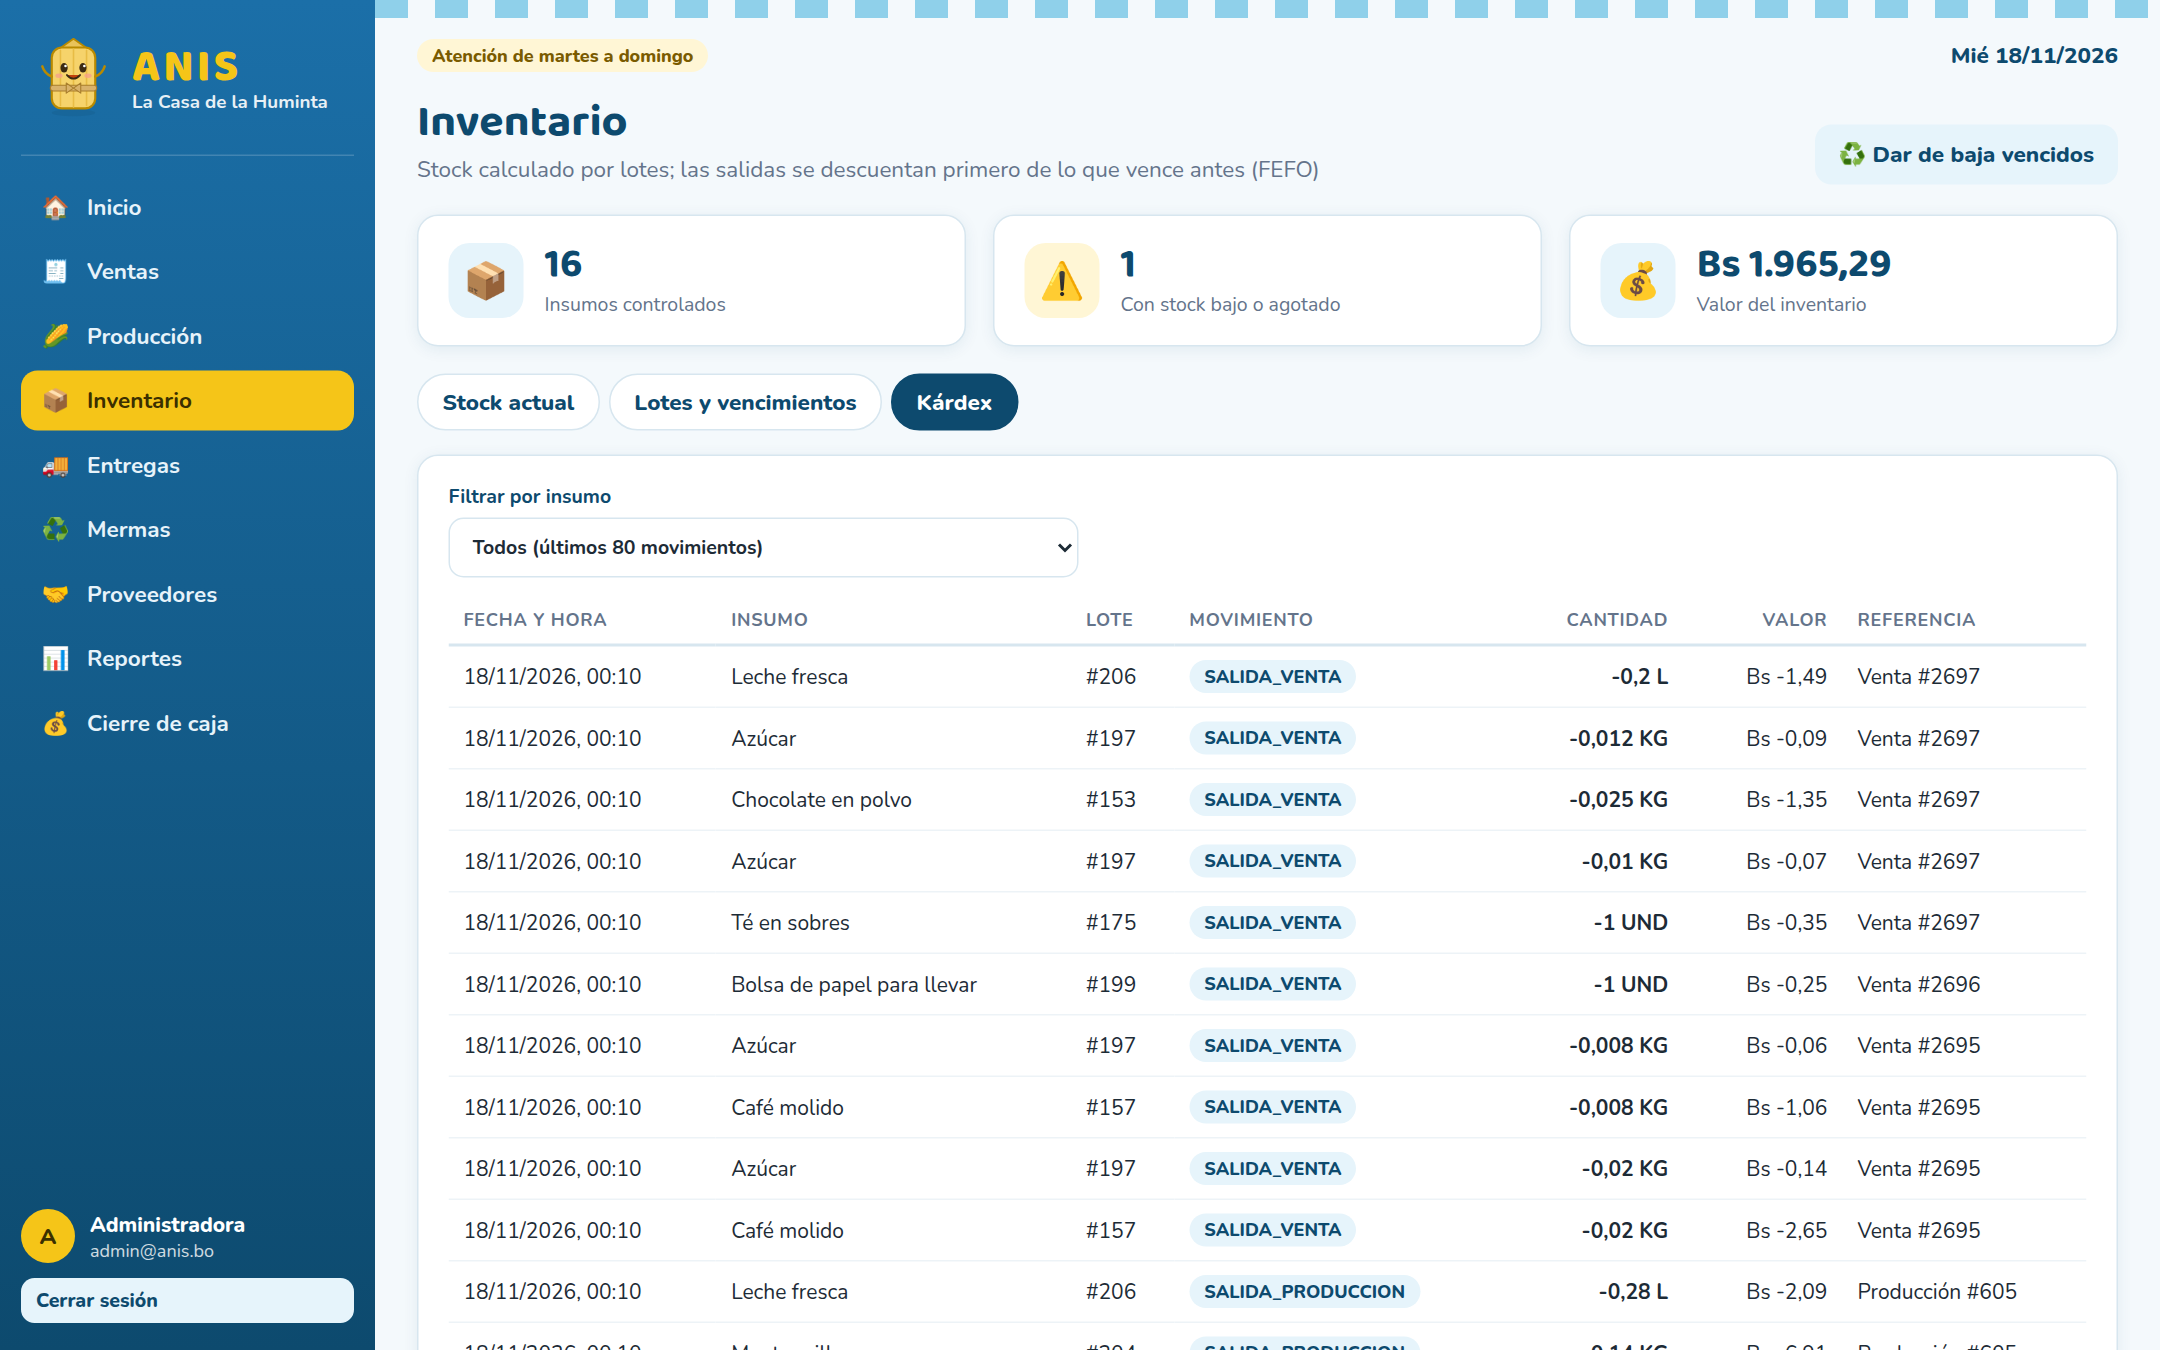 ANIS
La Casa de la Huminta
Inicio
Ventas
Producción
Inventario
Entregas
Mermas
Proveedores
Reportes
Cierre de caja
A
Administradora
admin@anis.bo
Cerrar sesión
Atención de martes a domingo
Mié 18/11/2026
Inventario
Stock calculado por lotes; las salidas se descuentan primero de lo que vence antes (FEFO)
Dar de baja vencidos
16
Insumos controlados
1
Con stock bajo o agotado
Bs 1.965,29
Valor del inventario
Stock actual
Lotes y vencimientos
Kárdex
Filtrar por insumo
Todos (últimos 80 movimientos)
FECHA Y HORA INSUMO LOTE MOVIMIENTO CANTIDAD VALOR REFERENCIA
18/11/2026, 00:10 Leche fresca #206 SALIDA_VENTA -0,2 L Bs -1,49 Venta #2697
18/11/2026, 00:10 Azúcar #197 SALIDA_VENTA -0,012 KG Bs -0,09 Venta #2697
18/11/2026, 00:10 Chocolate en polvo #153 SALIDA_VENTA -0,025 KG Bs -1,35 Venta #2697
18/11/2026, 00:10 Azúcar #197 SALIDA_VENTA -0,01 KG Bs -0,07 Venta #2697
18/11/2026, 00:10 Té en sobres #175 SALIDA_VENTA -1 UND Bs -0,35 Venta #2697
18/11/2026, 00:10 Bolsa de papel para llevar #199 SALIDA_VENTA -1 UND Bs -0,25 Venta #2696
18/11/2026, 00:10 Azúcar #197 SALIDA_VENTA -0,008 KG Bs -0,06 Venta #2695
18/11/2026, 00:10 Café molido #157 SALIDA_VENTA -0,008 KG Bs -1,06 Venta #2695
18/11/2026, 00:10 Azúcar #197 SALIDA_VENTA -0,02 KG Bs -0,14 Venta #2695
18/11/2026, 00:10 Café molido #157 SALIDA_VENTA -0,02 KG Bs -2,65 Venta #2695
18/11/2026, 00:10 Leche fresca #206 SALIDA_PRODUCCION -0,28 L Bs -2,09 Producción #605